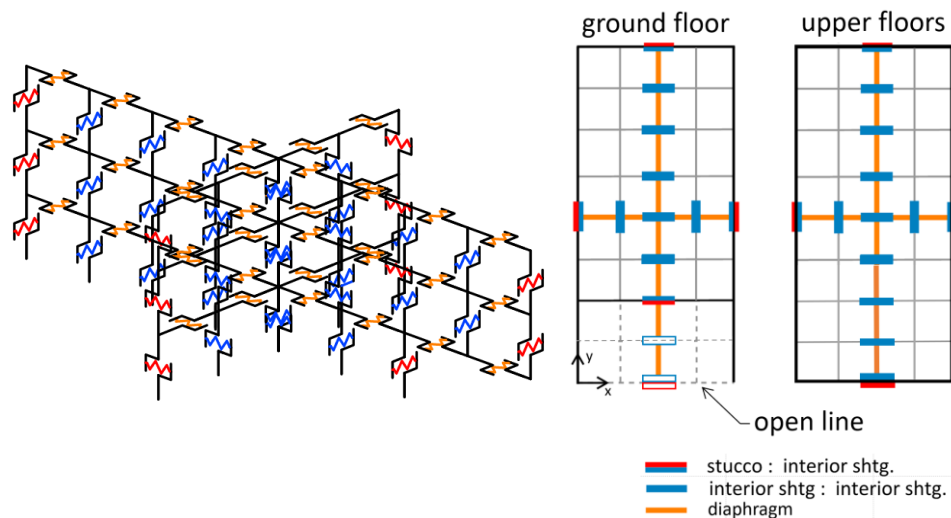 ground floor
upper floors
y
x
open line
stucco : interior shtg.
interior shtg : interior shtg.
diaphragm